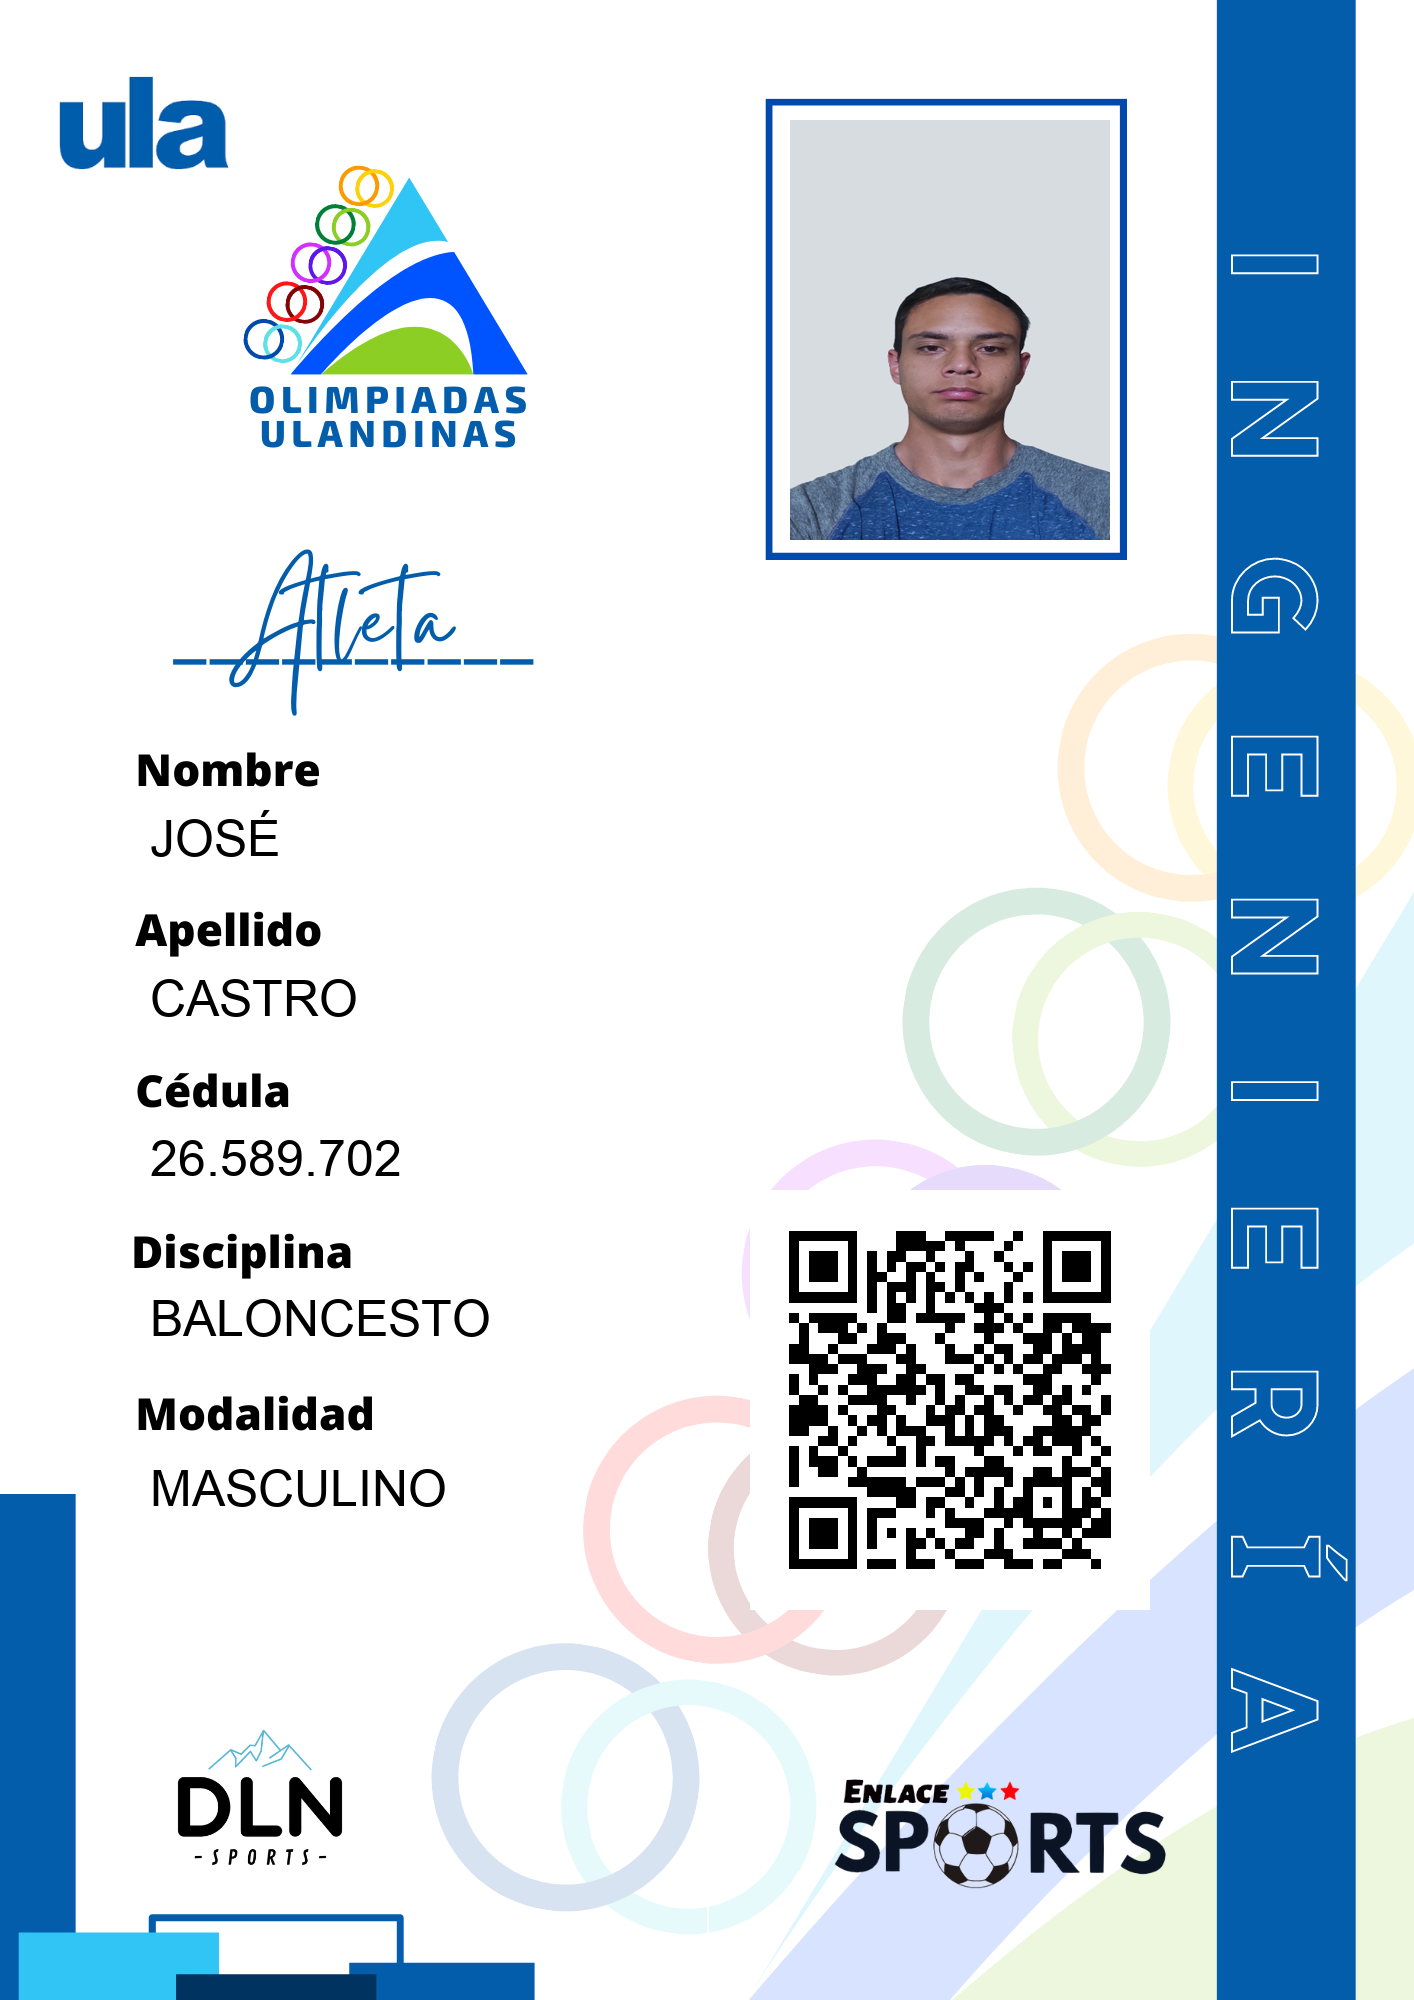 ula
OLIMPIADAS
ULANDINAS
Atleta
Nombre
JOSÉ
Apellido
CASTRO
Cédula
26.589.702
Disciplina
BALONCESTO
Modalidad
MASCULINO
DLN
-SPORTS-
ENLACE
SPORTS
INGENIERÍA